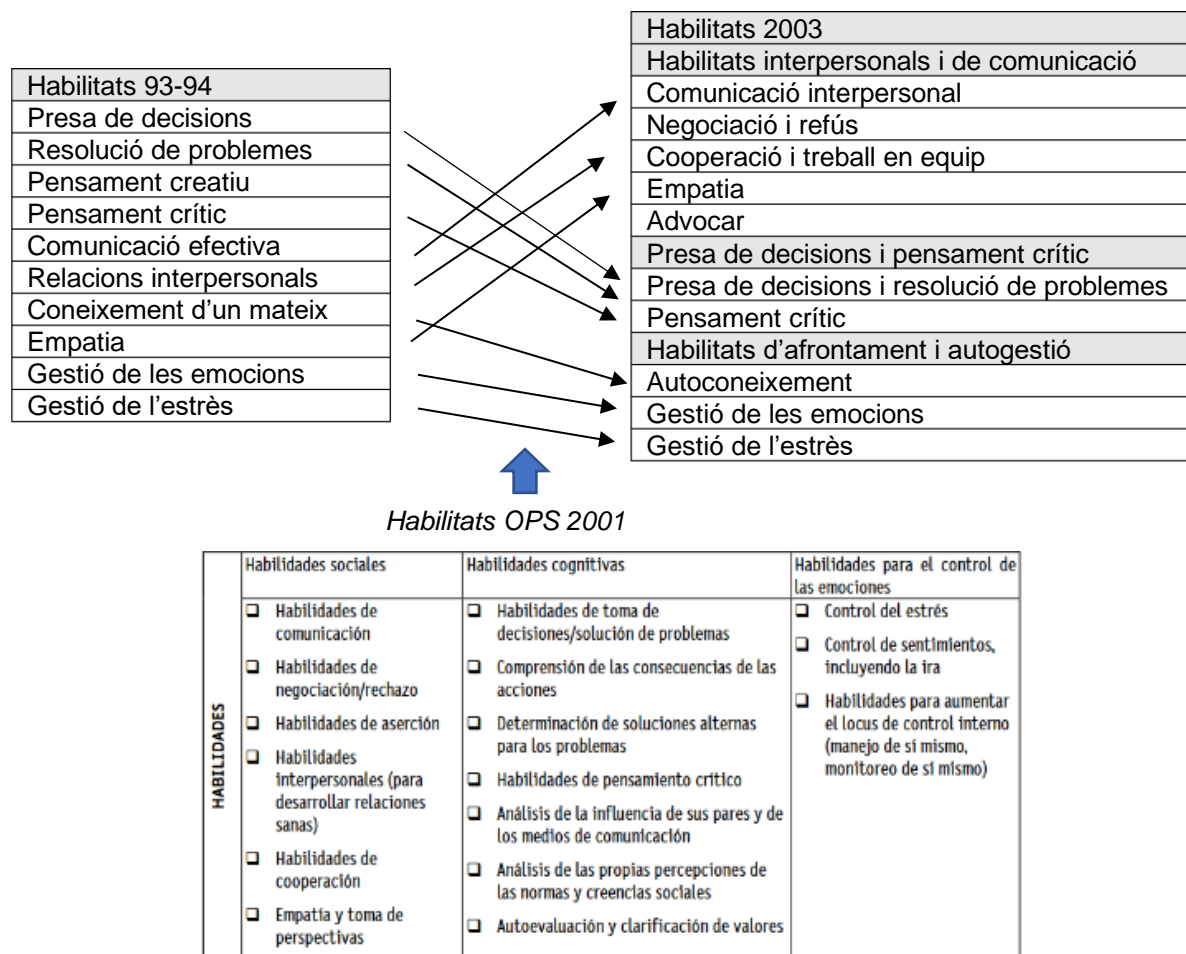 Habilitats 93-94
Presa de decisions
Resolució de problemes
Pensament creatiu
Pensament crític
Comunicació efectiva
Relacions interpersonals
Coneixement d'un mateix
Empatia
Gestió de les emocions
Gestió de l'estrès
Habilitats 2003
Habilitats interpersonals i de comunicació
Comunicació interpersonal
Negociació i refús
Cooperació i treball en equip
Empatia
Advocar
Presa de decisions i pensament crític
Presa de decisions i resolució de problemes
Pensament crític
Habilitats d'afrontament i autogestió
Autoconeixement
Gestió de les emocions
Gestió de l'estrès
Habilitats OPS 2001
HABILIDADES
Habilidades sociales
Habilidades de
comunicación
Habilidades de
negociación/rechazo
Habilidades de aserción
Habilidades
interpersonales (para
desarrollar relaciones
sanas)
Habilidades de
cooperación
Empatía y toma de
perspectivas
Habilidades cognitivas
Habilidades de toma de
decisiones/solución de problemas
Comprensión de las consecuencias de las
acciones
Determinación de soluciones alternas
para los problemas
Habilidades de pensamiento crítico
Análisis de la influencia de sus pares y de
los medios de comunicación
Análisis de las propias percepciones de
las normas y creencias sociales
Autoevaluación y clarificación de valores
Habilidades para el control de
las emociones
Control del estrés
Control de sentimientos,
incluyendo la ira
Habilidades para aumentar
el locus de control interno
(manejo de si mismo,
monitoreo de si mismo)